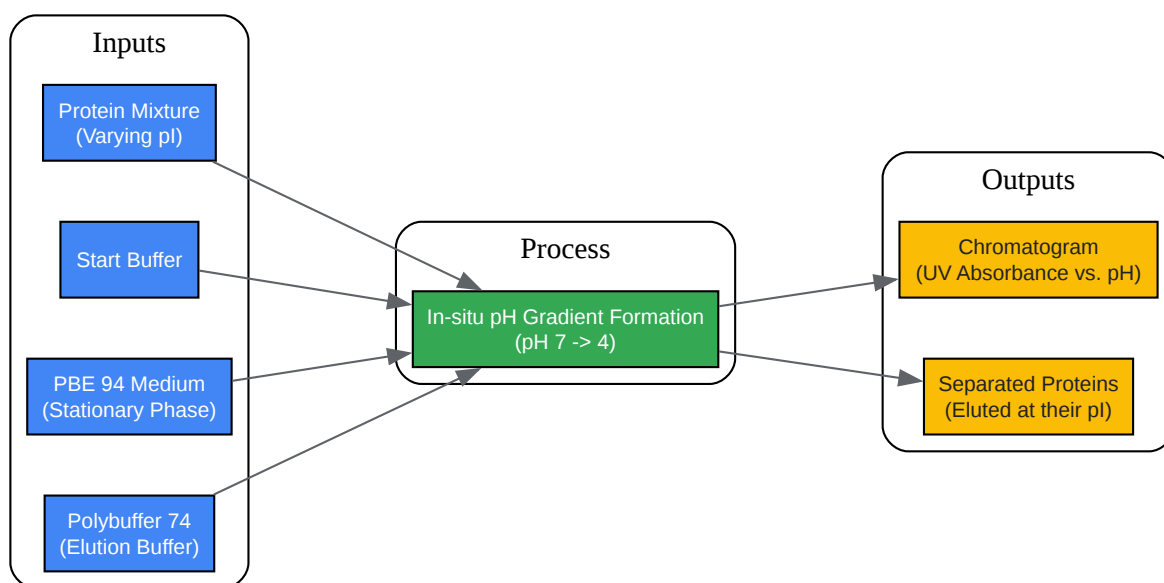 Inputs
Protein Mixture
(Varying pI)
Start Buffer
PBE 94 Medium
(Stationary Phase)
Polybuffer 74
(Elution Buffer)
Process
In-situ pH Gradient Formation
(pH 7 -> 4)
Outputs
Chromatogram
(UV Absorbance vs. pH)
Separated Proteins
(Eluted at their pI)